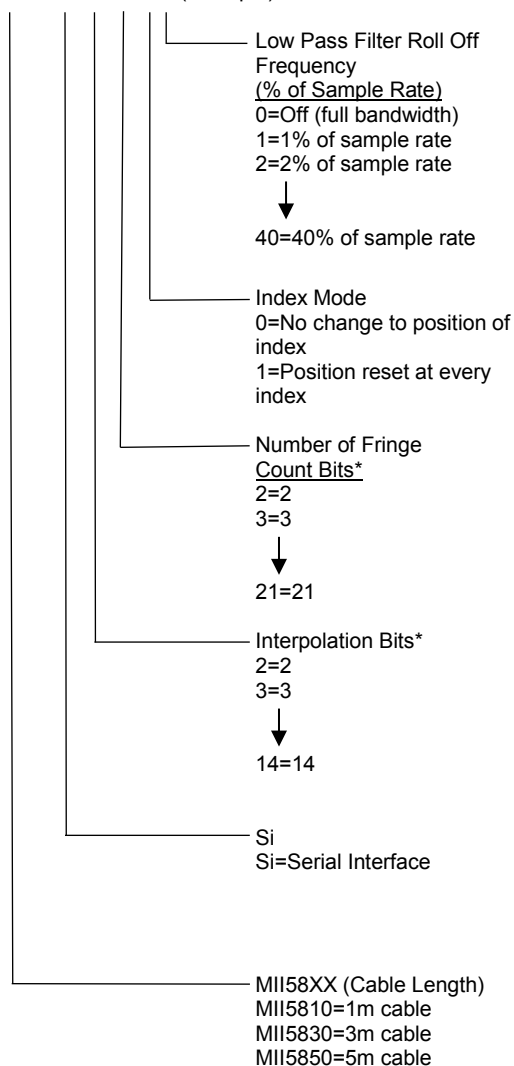 Low Pass Filter Roll Off
Frequency
(% of Sample Rate)
0=Off (full bandwidth)
1=1% of sample rate
2=2% of sample rate
40=40% of sample rate
Index Mode
0=No change to position of
index
1=Position reset at every
index
Number of Fringe
Count Bits*
2=2
3=3
21=21
Interpolation Bits*
2=2
3=3
14=14
Si
Si=Serial Interface
MII58XX (Cable Length)
MII5810=1m cable
MII5830=3m cable
MII5850=5m cable